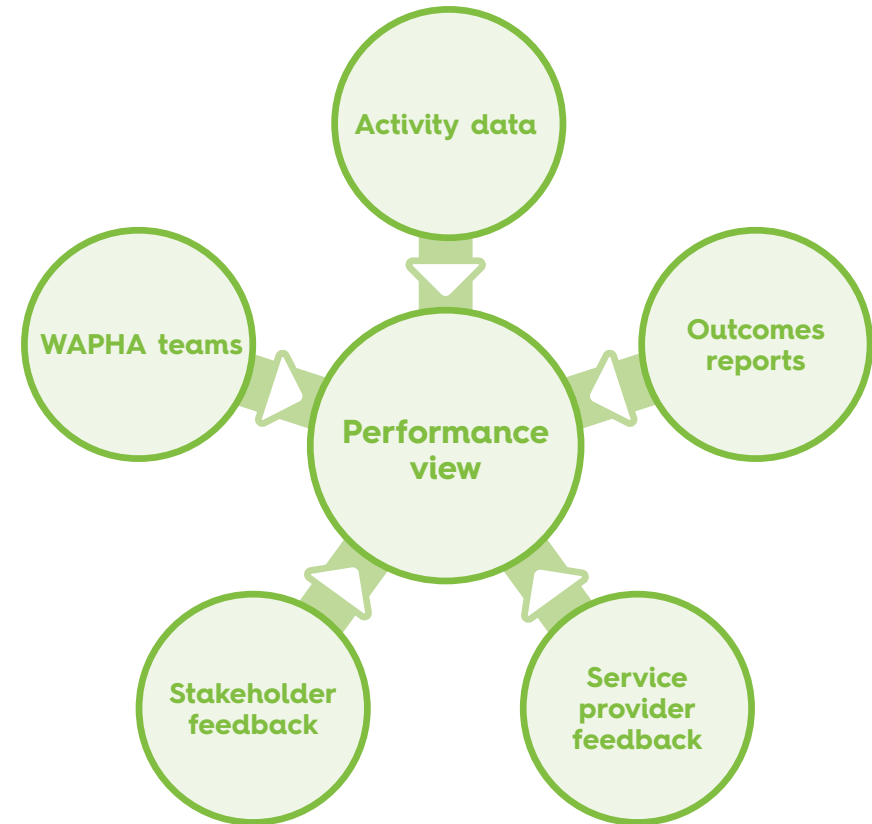 Activity data
WAPHA teams
Outcomes
reports
Performance
view
Stakeholder
feedback
Service
provider
feedback